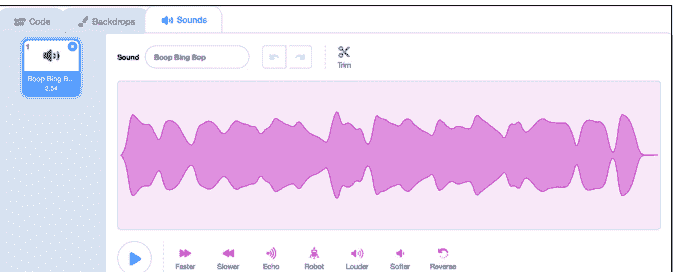 Code Backdrops Sounds
1
Sound Boop Bing Bop
Trim
Boop Bing B..
2.54
Faster Slower Echo Robot Louder Softer Reverse